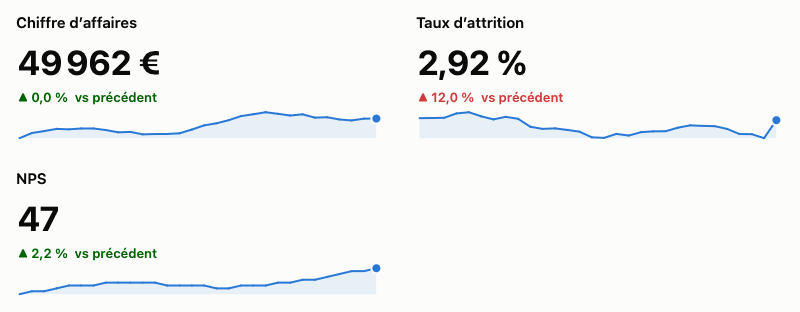 Chiffre d’affaires
49 962 €
▲ 0,0 % vs précédent
Taux d’attrition
2,92 %
▲ 12,0 % vs précédent
NPS
47
▲ 2,2 % vs précédent